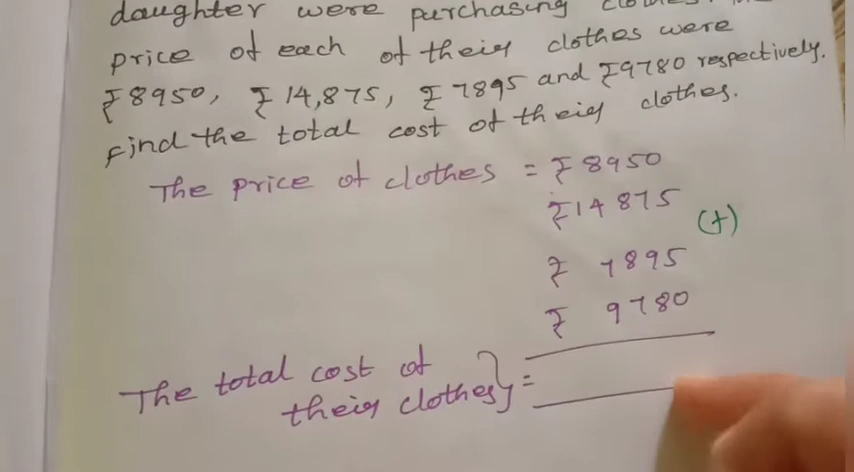 daughter were purchasing
price of each of their clothes were
₹8950, ₹14,875, ₹7895 and ₹9780 respectively.
Find the total cost of their clothes.
The price of clothes = ₹8950
₹14875
(+)
₹ 7895
₹ 9780
The total cost of
their clothes} =